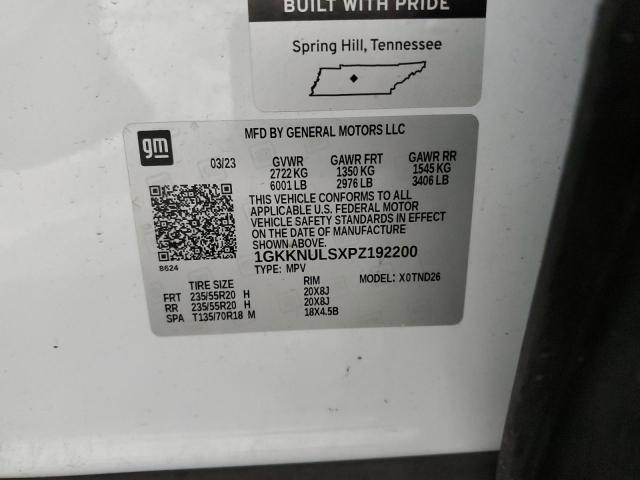 BUILT WITH PRIDE
Spring Hill, Tennessee
gm
MFD BY GENERAL MOTORS LLC
03/23 GVWR GAWR FRT GAWR RR
2722 KG 1350 KG 1545 KG
6001 LB 2976 LB 3406 LB
THIS VEHICLE CONFORMS TO ALL
APPLICABLE U.S. FEDERAL MOTOR
VEHICLE SAFETY STANDARDS IN EFFECT
ON THE DATE OF MANUFACTURE
SHOWN ABOVE.
1GKKNULSXPZ192200
8624
TYPE: MPV MODEL: X0TND26
TIRE SIZE RIM
FRT 235/55R20 H 20X8J
RR 235/55R20 H 20X8J
SPA T135/70R18 M 18X4.5B